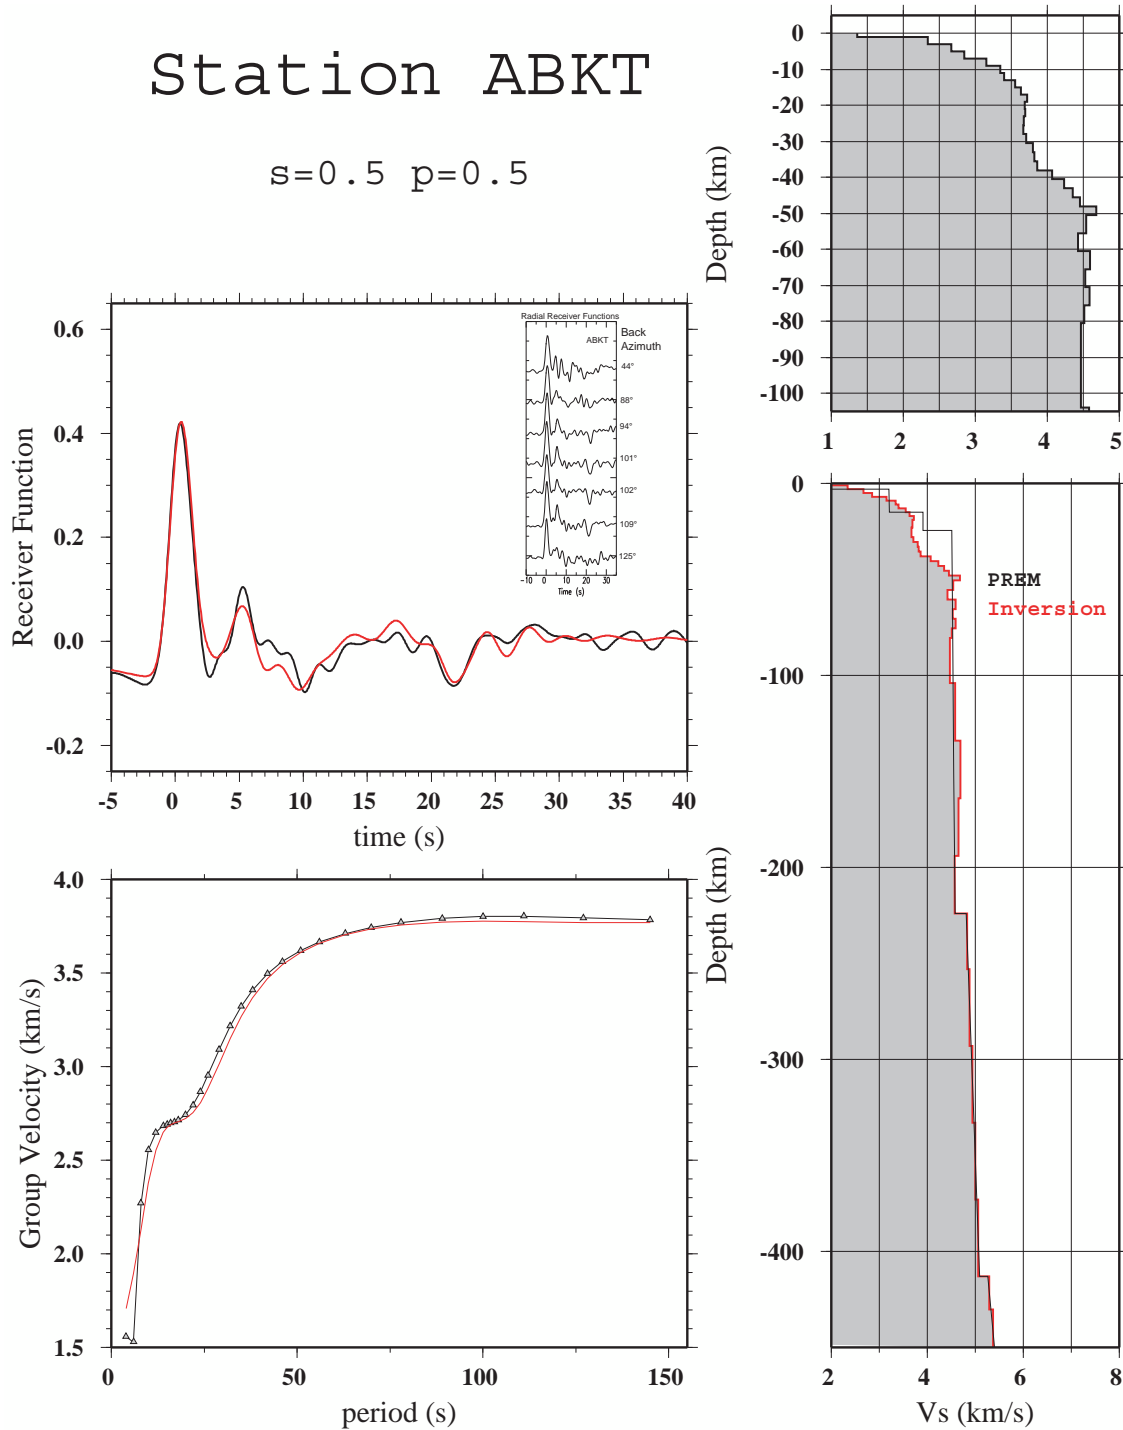 Station ABKT
s=0.5 p=0.5
0.6
0.4
0.2
0.0
-0.2
Receiver Function
-5 0 5 10 15 20 25 30 35 40
time (s)
Radial Receiver Functions
ABKT
Back
Azimuth
44°
88°
94°
101°
102°
109°
125°
-10 0 10 20 30
Time (s)
4.0
3.5
3.0
2.5
2.0
1.5
Group Velocity (km/s)
0 50 100 150
period (s)
0
-10
-20
-30
-40
-50
-60
-70
-80
-90
-100
Depth (km)
1 2 3 4 5
0
-100
-200
-300
-400
Depth (km)
PREM
Inversion
2 4 6 8
Vs (km/s)